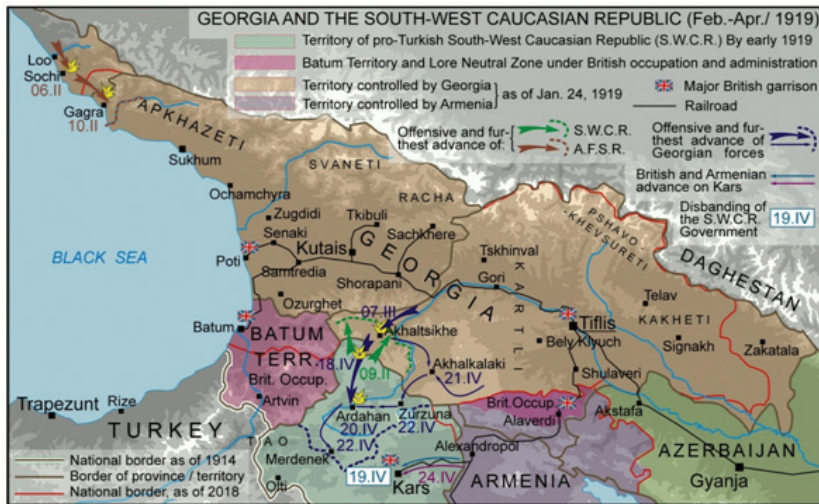 GEORGIA AND THE SOUTH-WEST CAUCASIAN REPUBLIC (Feb.-Apr./ 1919)
Territory of pro-Turkish South-West Caucasian Republic (S.W.C.R.) By early 1919
Batum Territory and Lore Neutral Zone under British occupation and administration
Territory controlled by Georgia
Territory controlled by Armenia
as of Jan. 24, 1919
Major British garrison
Railroad
Offensive and fur-
thest advance of:
S.W.C.R.
A.F.S.R.
Offensive and fur-
thest advance of
Georgian forces
British and Armenian
advance on Kars
Disbanding of
the S.W.C.R.
Government
19.IV
Loo
Sochi
06.II
Gagra
10.II
APKHAZETI
Sukhum
SVANETI
Ochamchyra
RACHA
Zugdidi
Tkibuli
Senaki
Sachkhere
Kutais
GEORGIA
BLACK SEA
Poti
Samtredia
Shorapani
Tskhinval
Gori
KARTLI
PSHAVO
-KHEVSURETI
DAGHESTAN
Ozurghet
07.III
Tiflis
Telav
KAKHETI
Batum
BATUM
TERR.
Akhaltsikhe
Bely Klyuch
Signakh
Zakatala
18.IV
09.II
Akhalkalaki
21.IV
Shulaveri
Brit. Occup.
Artvin
Trapezunt
Rize
TURKEY
Ardahan
20.IV
Zurzuna
22.IV
Brit.Occup.
Alaverdi
Akstafa
TAO
22.IV
Merdenek
Alexandropol
AZERBAIJAN
Gyanja
19.IV
Kars
24.IV
ARMENIA
Olti
National border as of 1914
Border of province / territory
National border, as of 2018